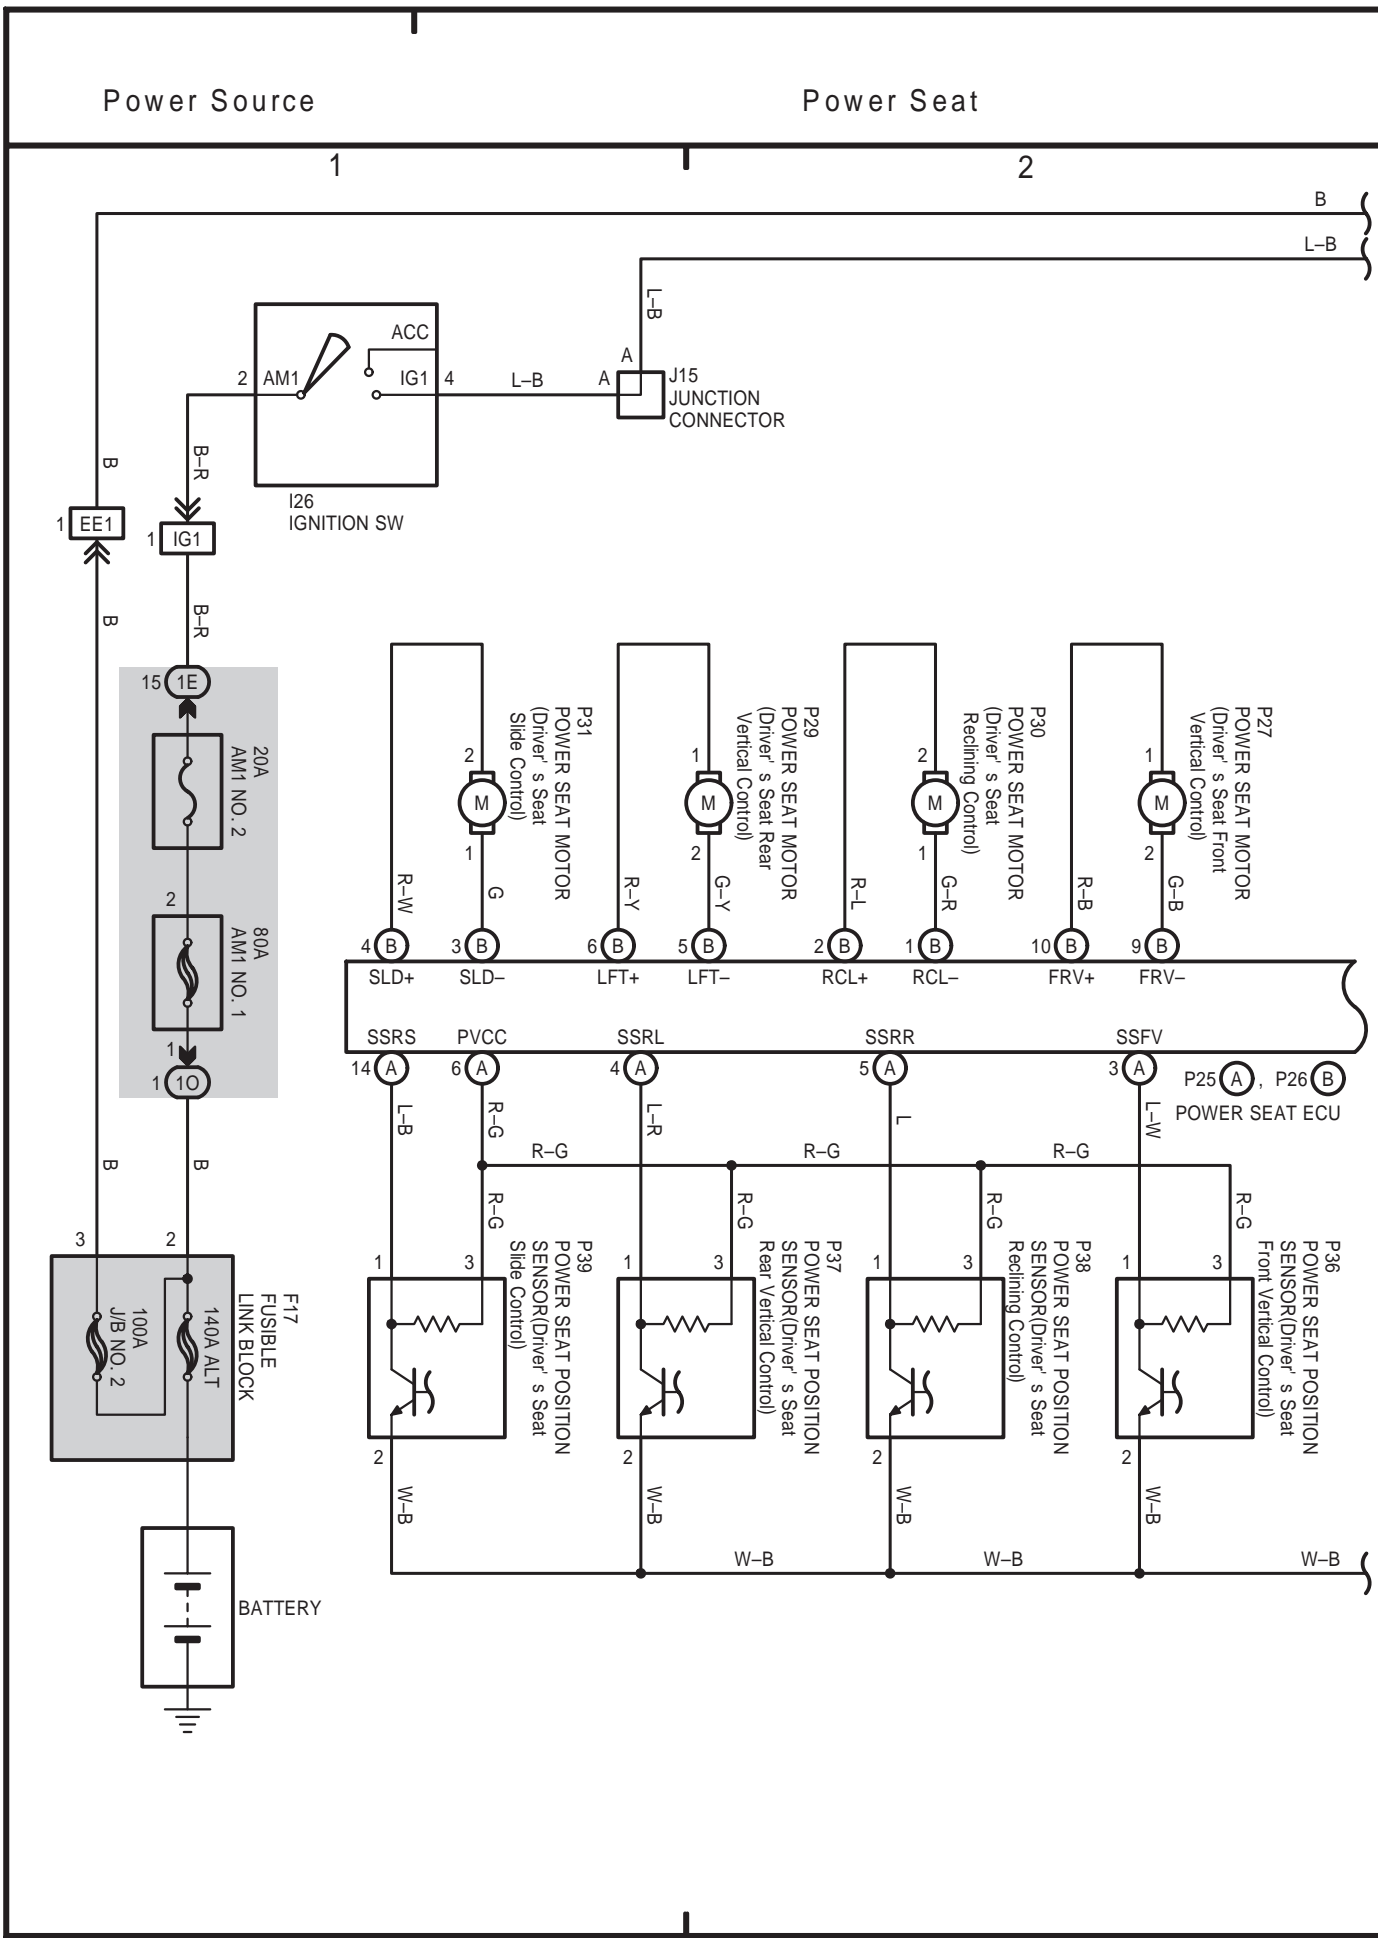 Power Source
Power Seat
1
2
B
L–B
L–B
ACC
2
AM1
IG1
4
L–B
A
A
J15
JUNCTION
CONNECTOR
B
B–R
I26
IGNITION SW
1
EE1
1
IG1
B
B–R
15
1E
20A
AM1 NO. 2
2
80A
AM1 NO. 1
1
1
1O
B
B
3
2
F17
FUSIBLE
LINK BLOCK
140A ALT
100A
J/B NO. 2
BATTERY
P31
POWER SEAT MOTOR
(Driver' s Seat
Slide Control)
2
M
1
R–W
G
P29
POWER SEAT MOTOR
(Driver' s Seat Rear
Vertical Control)
1
M
2
R–Y
G–Y
P30
POWER SEAT MOTOR
(Driver' s Seat
Reclining Control)
2
M
1
R–L
G–R
P27
POWER SEAT MOTOR
(Driver' s Seat Front
Vertical Control)
1
M
2
R–B
G–B
4 B
3 B
6 B
5 B
2 B
1 B
10 B
9 B
SLD+
SLD–
LFT+
LFT–
RCL+
RCL–
FRV+
FRV–
SSRS
PVCC
SSRL
SSRR
SSFV
14 A
6 A
4 A
5 A
3 A
P25 A , P26 B
POWER SEAT ECU
L–B
R–G
L–R
L
L–W
R–G
R–G
R–G
R–G
R–G
R–G
R–G
1
3
P39
POWER SEAT POSITION
SENSOR(Driver' s Seat
Slide Control)
1
3
P37
POWER SEAT POSITION
SENSOR(Driver' s Seat
Rear Vertical Control)
1
3
P38
POWER SEAT POSITION
SENSOR(Driver' s Seat
Reclining Control)
1
3
P36
POWER SEAT POSITION
SENSOR(Driver' s Seat
Front Vertical Control)
2
2
2
2
W–B
W–B
W–B
W–B
W–B
W–B
W–B